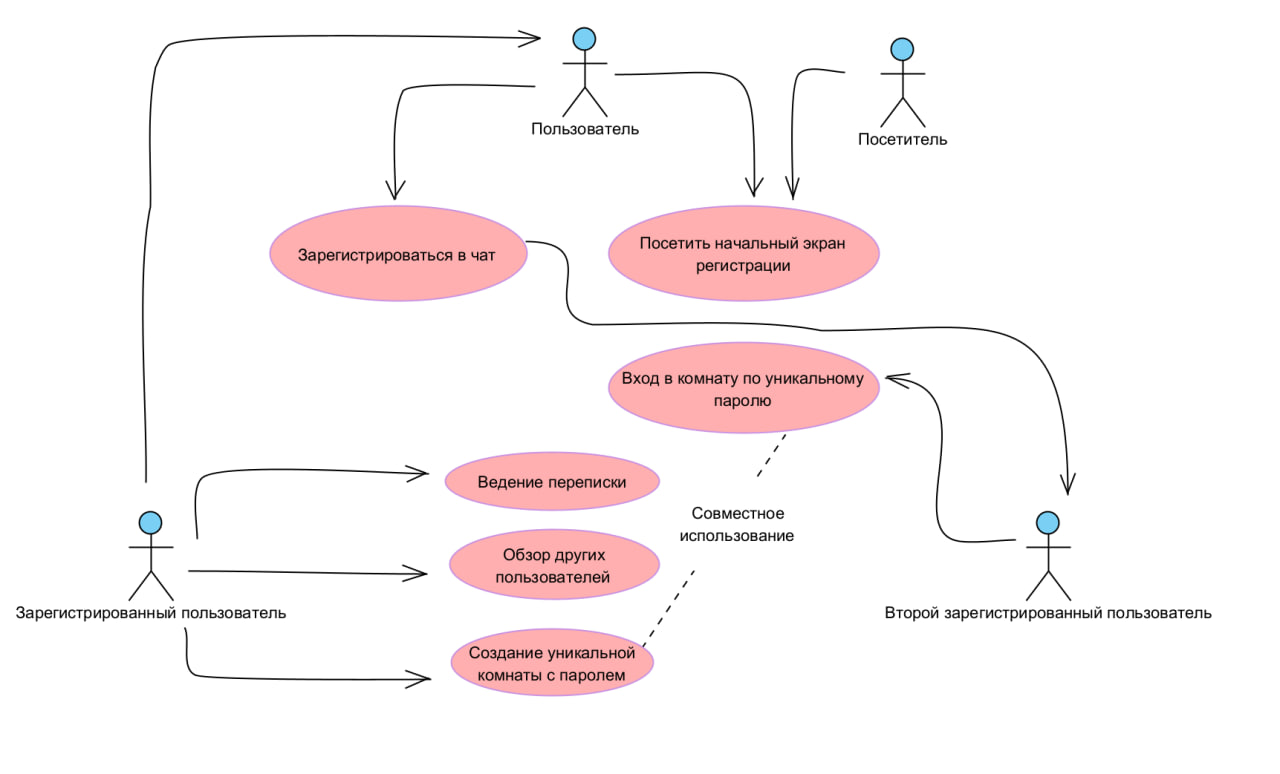 Пользователь
Посетитель
Зарегистрироваться в чат
Посетить начальный экран
регистрации
Вход в комнату по уникальному
паролю
Ведение переписки
Совместное
использование
Обзор других
пользователей
Зарегистрированный пользователь
Второй зарегистрированный пользователь
Создание уникальной
комнаты с паролем